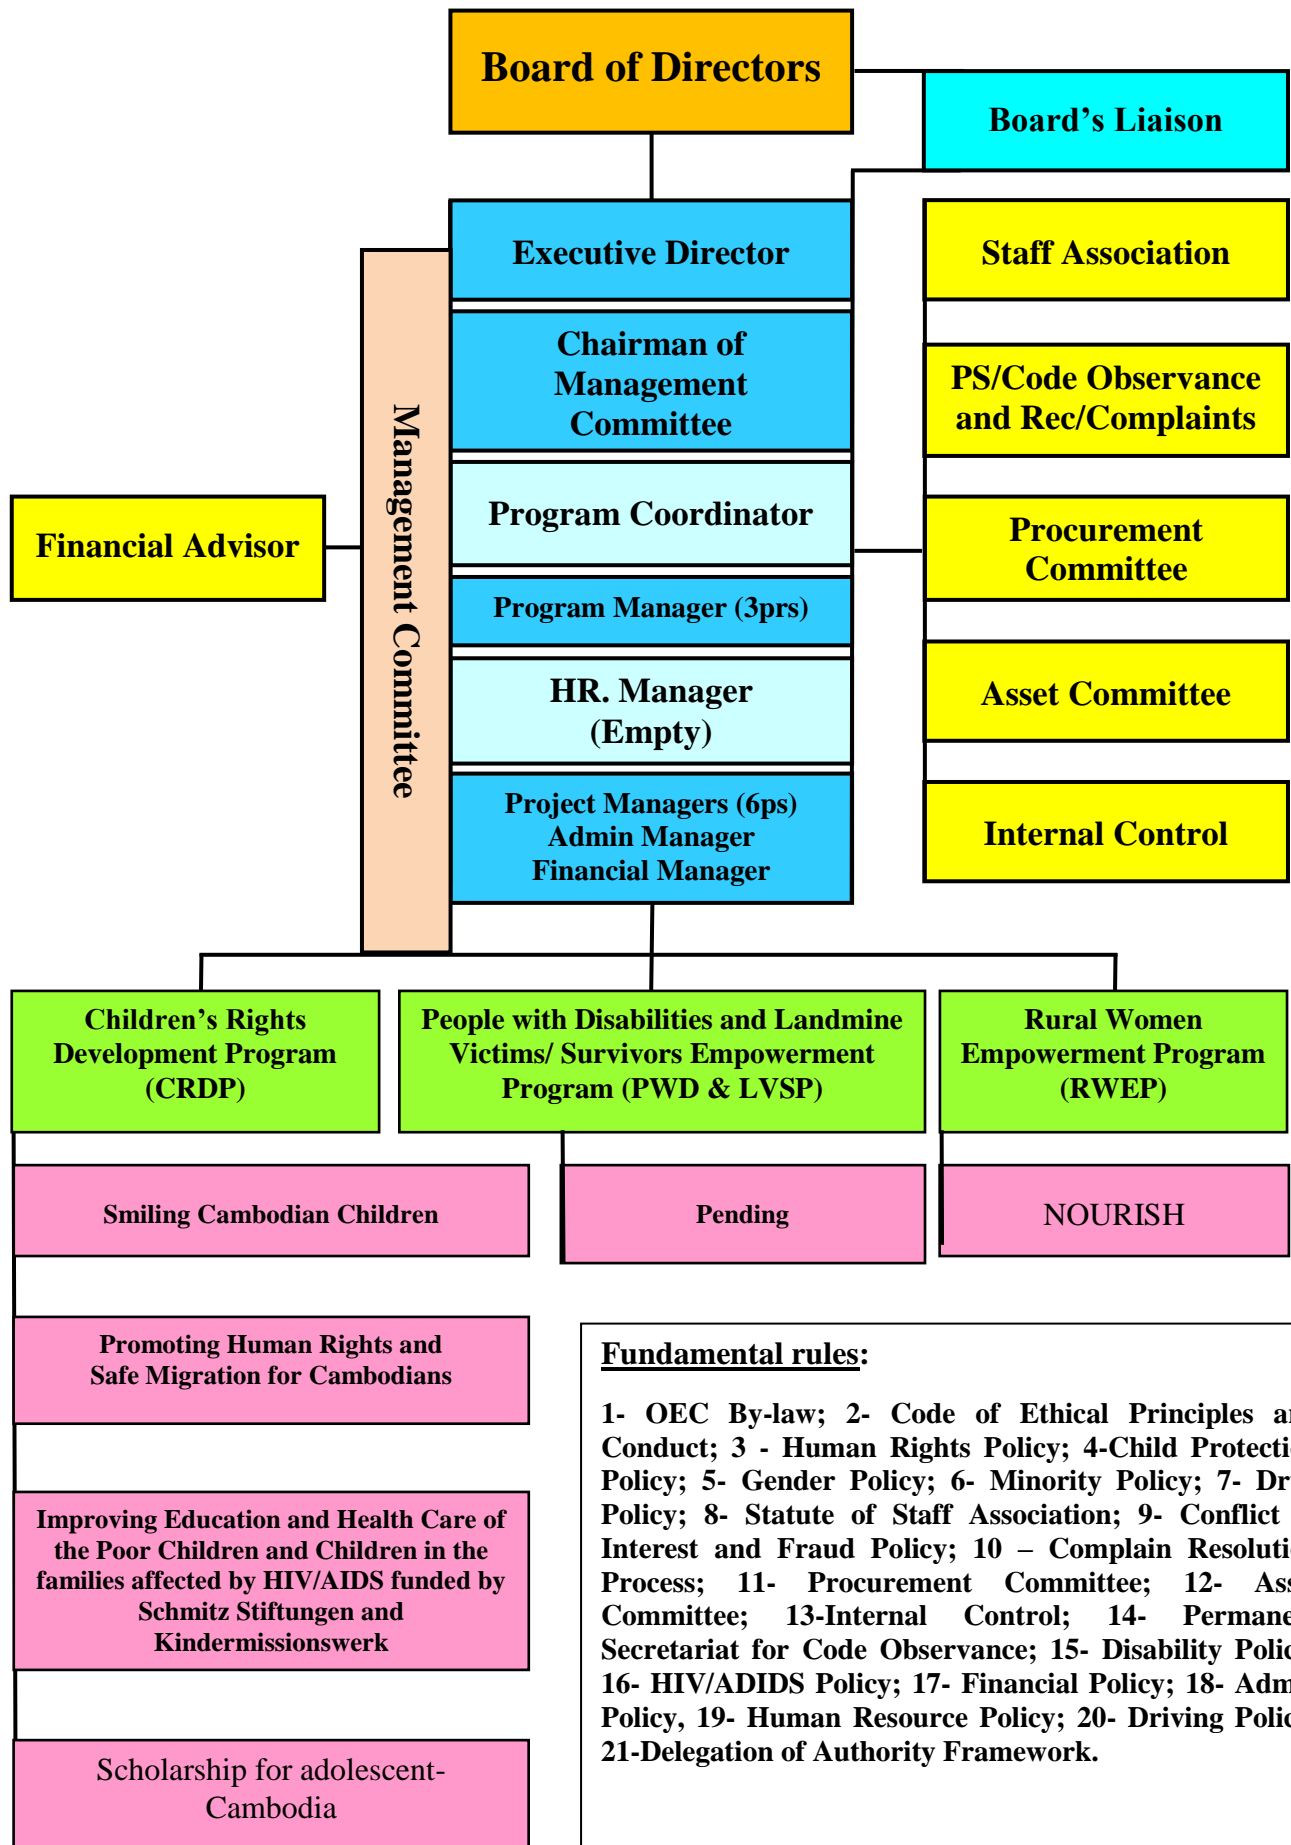 Board of Directors
Board's Liaison
Executive Director
Staff Association
Chairman of
Management
Committee
PS/Code Observance
and Rec/Complaints
Management Committee
Program Coordinator
Financial Advisor
Procurement
Committee
Program Manager (3prs)
HR. Manager
(Empty)
Asset Committee
Project Managers (6ps)
Admin Manager
Financial Manager
Internal Control
Children's Rights
Development Program
(CRDP)
People with Disabilities and Landmine
Victims/ Survivors Empowerment
Program (PWD & LVSP)
Rural Women
Empowerment Program
(RWEP)
Smiling Cambodian Children
Pending
NOURISH
Promoting Human Rights and
Safe Migration for Cambodians
Improving Education and Health Care of
the Poor Children and Children in the
families affected by HIV/AIDS funded by
Schmitz Stiftungen and
Kindermissionswerk
Scholarship for adolescent-
Cambodia
Fundamental rules:
1- OEC By-law; 2- Code of Ethical Principles
Conduct; 3 - Human Rights Policy; 4-Child
Policy; 5- Gender Policy; 6- Minority Policy; 7-
Policy; 8- Statute of Staff Association; 9- Conflict
Interest and Fraud Policy; 10 – Complain
Process; 11- Procurement Committee; 12-
Committee; 13-Internal Control; 14-
Secretariat for Code Observance; 15- Disability
16- HIV/ADIDS Policy; 17- Financial Policy; 18-
Policy, 19- Human Resource Policy; 20- Driving
21-Delegation of Authority Framework.